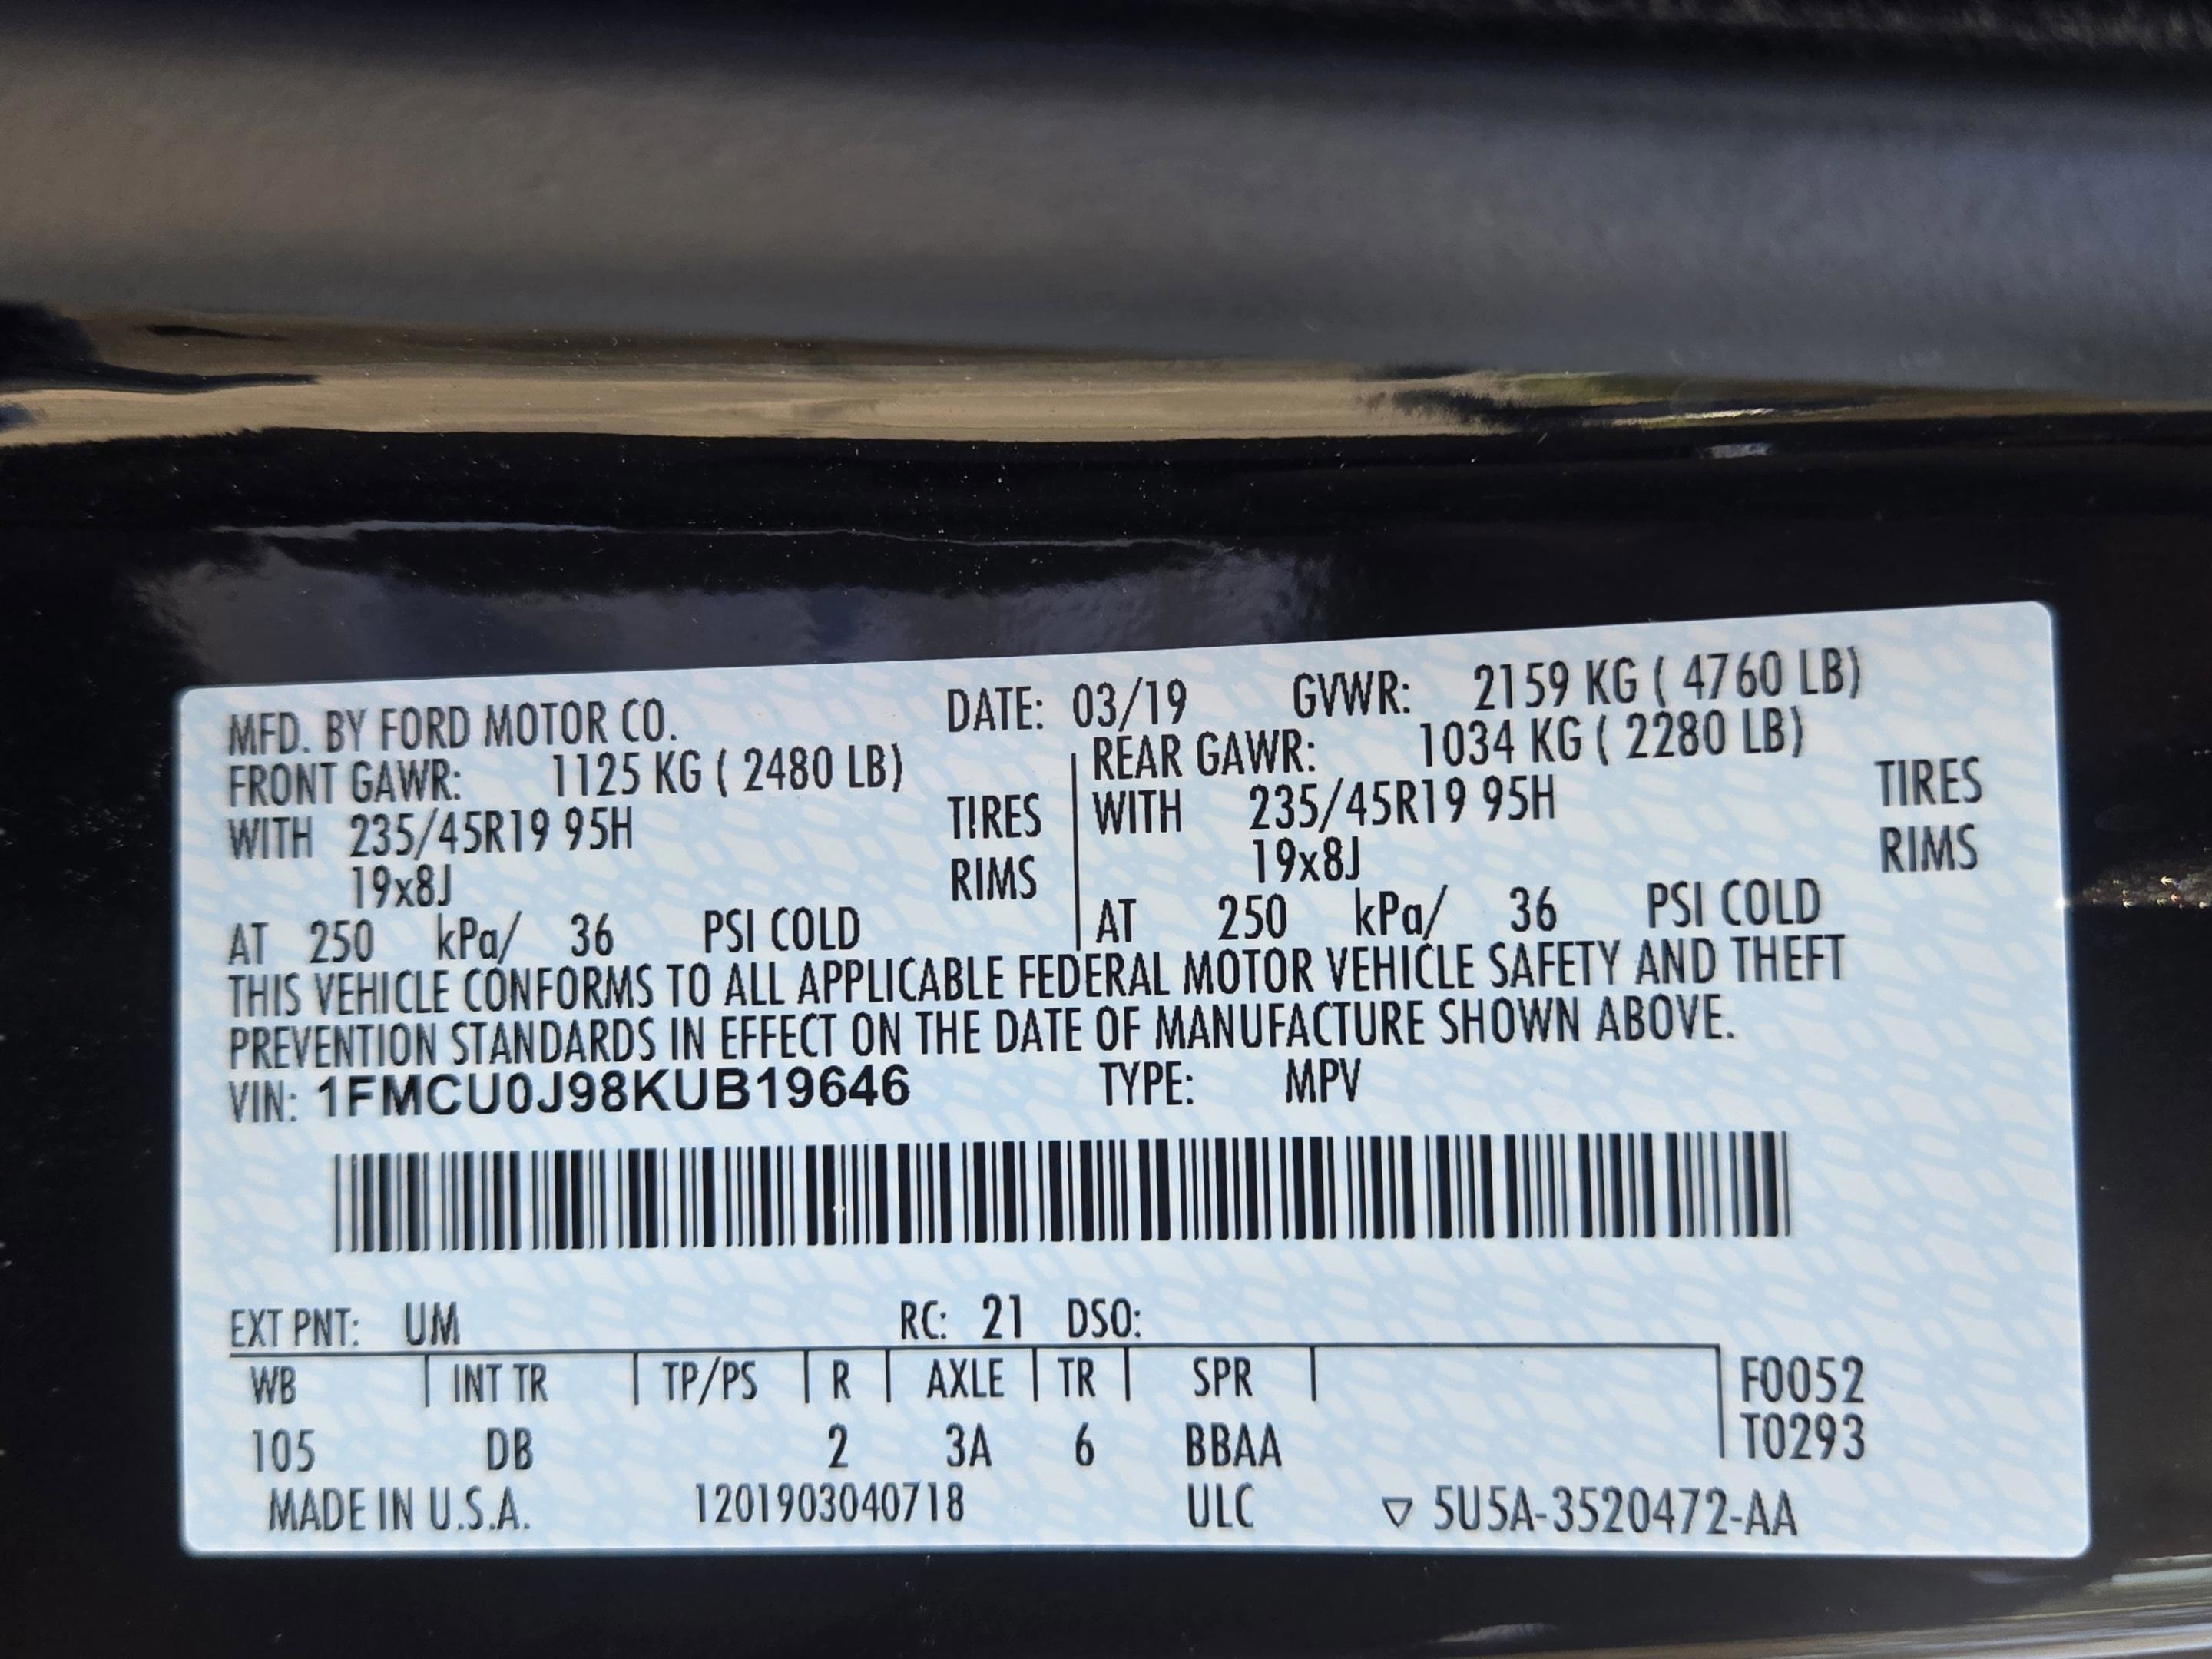 MFD. BY FORD MOTOR CO. DATE: 03/19 GVWR: 2159 KG ( 4760 LB)
FRONT GAWR: 1125 KG ( 2480 LB) REAR GAWR: 1034 KG ( 2280 LB)
WITH 235/45R19 95H TIRES WITH 235/45R19 95H TIRES
19x8J RIMS 19x8J RIMS
AT 250 kPa/ 36 PSI COLD AT 250 kPa/ 36 PSI COLD
THIS VEHICLE CONFORMS TO ALL APPLICABLE FEDERAL MOTOR VEHICLE SAFETY AND THEFT
PREVENTION STANDARDS IN EFFECT ON THE DATE OF MANUFACTURE SHOWN ABOVE.
VIN: 1FMCU0J98KUB19646 TYPE: MPV
EXT PNT: UM RC: 21 DSO:
WB INT TR TP/PS R AXLE TR SPR F0052
105 DB 2 3A 6 BBAA T0293
MADE IN U.S.A. 1201903040718 ULC ▽ 5U5A-3520472-AA